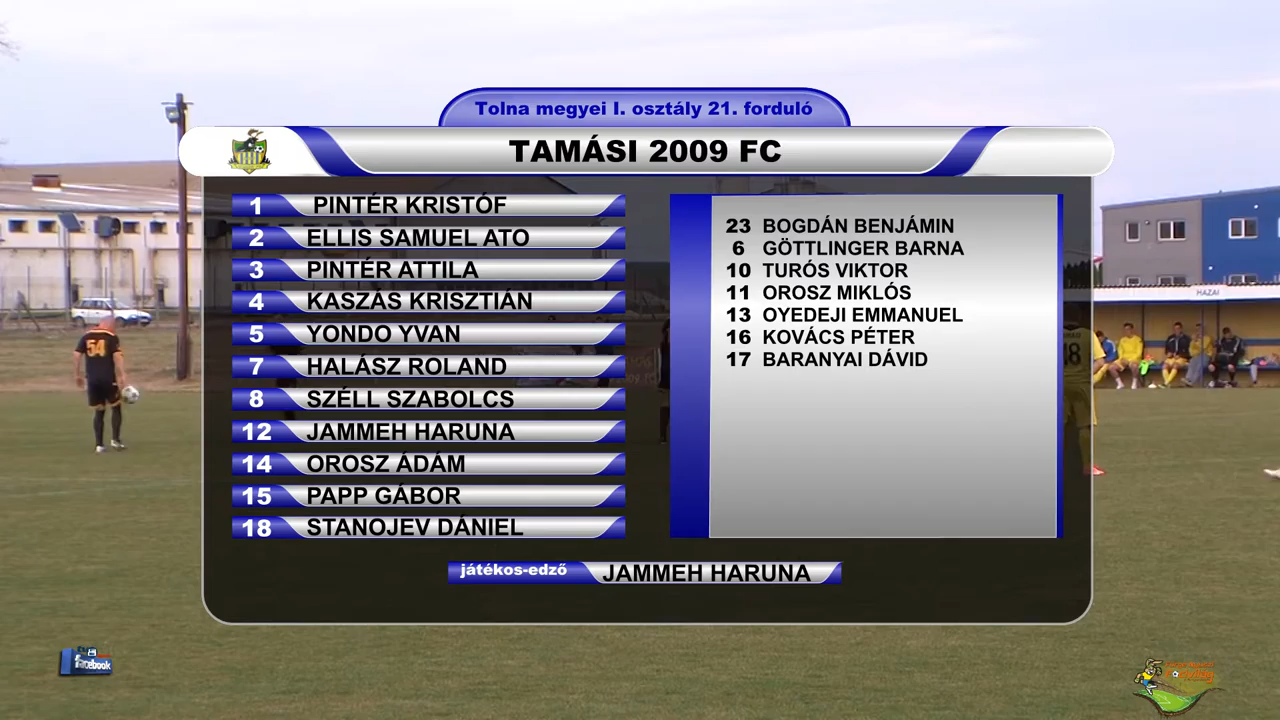 Tolna megyei I. osztály 21. forduló
TAMÁSI 2009 FC
1 PINTÉR KRISTÓF
2 ELLIS SAMUEL ATO
3 PINTÉR ATTILA
4 KASZÁS KRISZTIÁN
5 YONDO YVAN
7 HALÁSZ ROLAND
8 SZÉLL SZABOLCS
12 JAMMEH HARUNA
14 OROSZ ÁDÁM
15 PAPP GÁBOR
18 STANOJEV DÁNIEL
23 BOGDÁN BENJÁMIN
6 GÖTTLINGER BARNA
10 TURÓS VIKTOR
11 OROSZ MIKLÓS
13 OYEDEJI EMMANUEL
16 KOVÁCS PÉTER
17 BARANYAI DÁVID
játékos-edző JAMMEH HARUNA
54
HAZAI
18
facebook